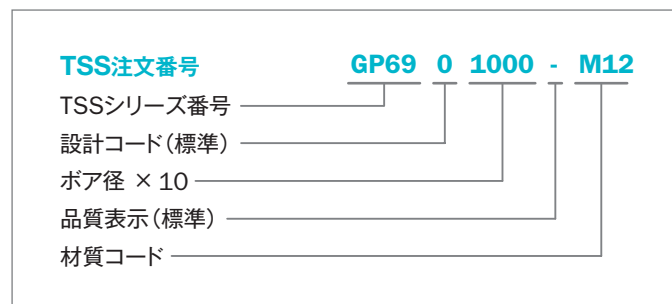 TSS注文番号 GP69 0 1000 - M12
TSSシリーズ番号
設計コード(標準)
ボア径 × 10
品質表示(標準)
材質コード